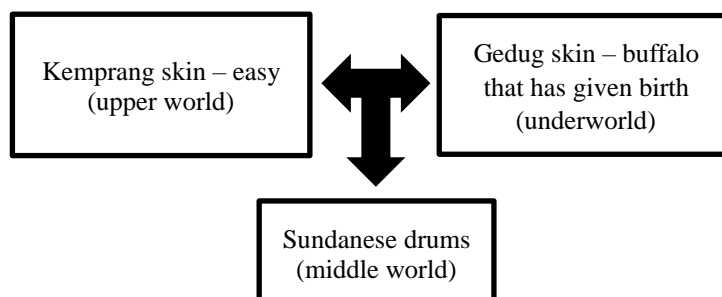 Kemprang skin – easy
(upper world)
Gedug skin – buffalo
that has given birth
(underworld)
Sundanese drums
(middle world)